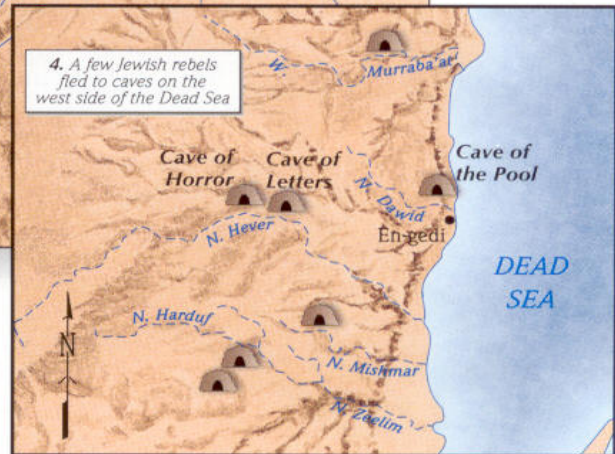 4. A few Jewish rebels
fled to caves on the
west side of the Dead Sea
W.
Murraba'at
Cave of
Horror
Cave of
Letters
Cave of
the Pool
N. Dawid
En-gedi
N. Hever
DEAD
SEA
N. Harduf
N
N. Mishmar
N. Zeelim